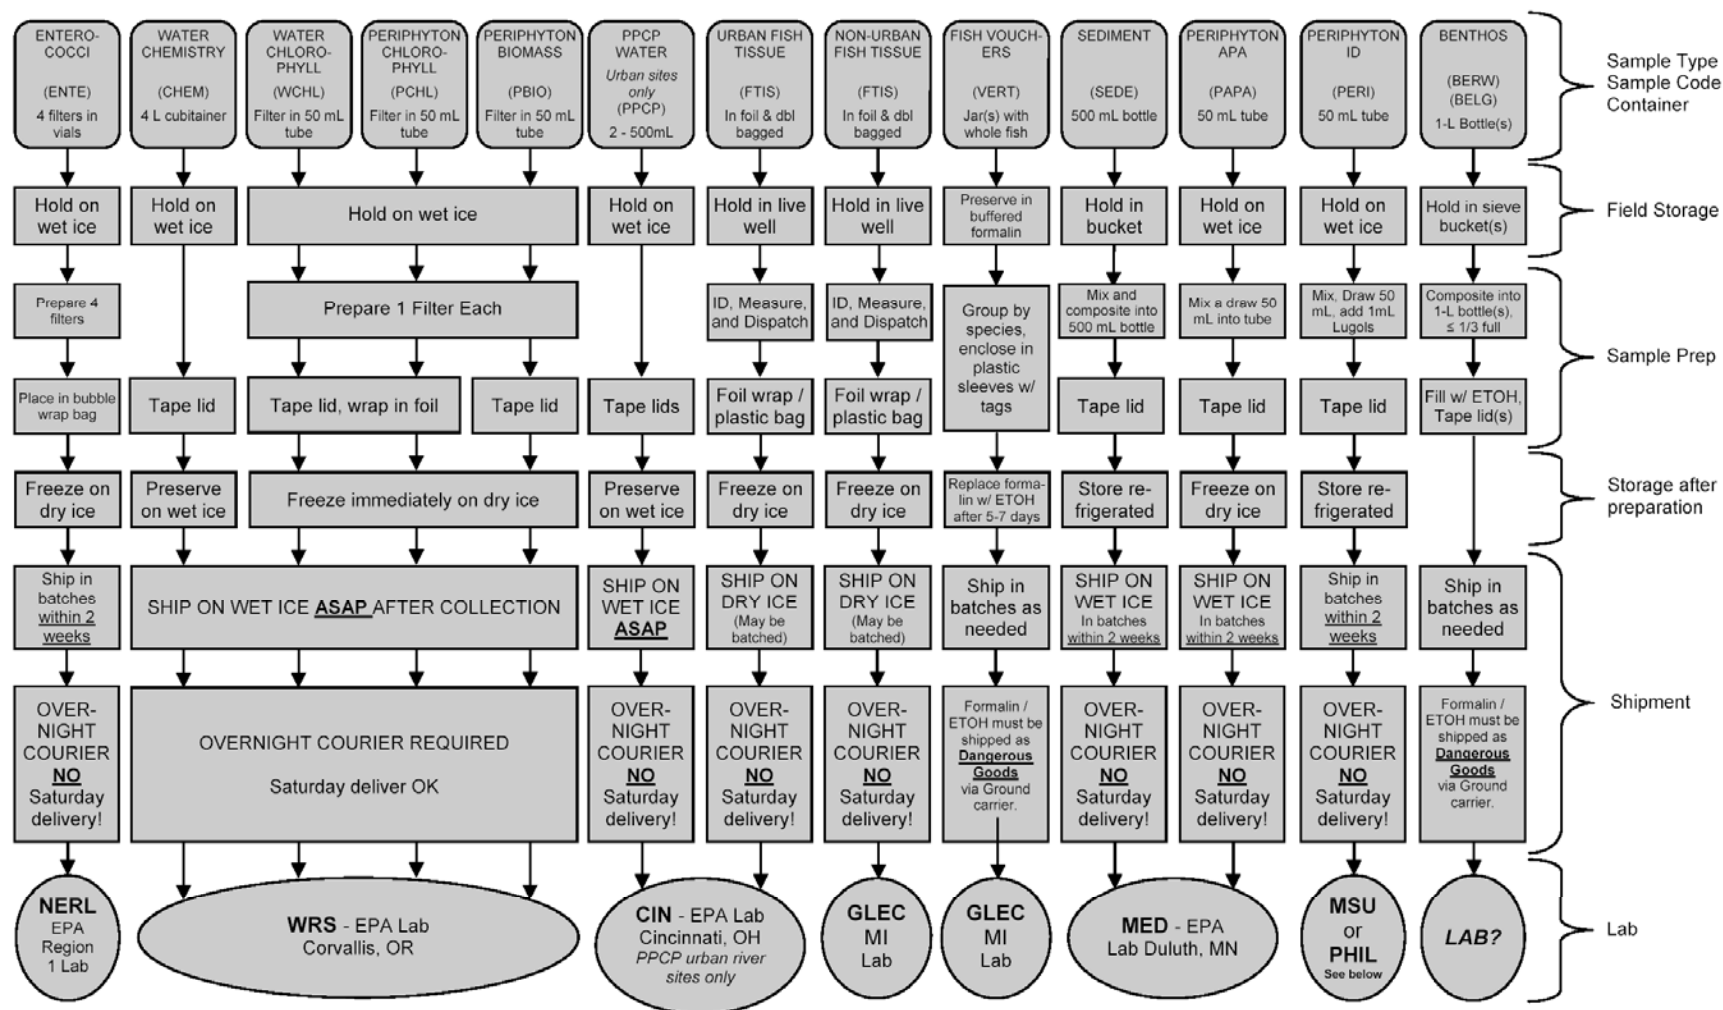 ENTERO-
COCCI
(ENTE)
4 filters in
vials
WATER
CHEMISTRY
(CHEM)
4 L cubitainer
WATER
CHLORO-
PHYLL
(WCHL)
Filter in 50 mL
tube
PERIPHYTON
CHLORO-
PHYLL
(PCHL)
Filter in 50 mL
tube
PERIPHYTON
BIOMASS
(PBIO)
Filter in 50 mL
tube
PPCP
WATER
Urban sites
only
(PPCP)
2 - 500mL
URBAN FISH
TISSUE
(FTIS)
In foil & dbl
bagged
NON-URBAN
FISH TISSUE
(FTIS)
In foil & dbl
bagged
FISH VOUCH-
ERS
(VERT)
Jar(s) with
whole fish
SEDIMENT
(SEDE)
500 mL bottle
PERIPHYTON
APA
(PAPA)
50 mL tube
PERIPHYTON
ID
(PERI)
50 mL tube
BENTHOS
(BERW)
(BELG)
1-L Bottle(s)
Sample Type
Sample Code
Container
Hold on
wet ice
Hold on
wet ice
Hold on wet ice
Hold on
wet ice
Hold in live
well
Hold in live
well
Preserve in
buffered
formalin
Hold in
bucket
Hold on
wet ice
Hold on
wet ice
Hold in sieve
bucket(s)
Field Storage
Prepare 4
filters
Prepare 1 Filter Each
ID, Measure,
and Dispatch
ID, Measure,
and Dispatch
Group by
species,
enclose in
plastic
sleeves w/
tags
Mix and
composite into
500 mL bottle
Mix a draw 50
mL into tube
Mix, Draw 50
mL, add 1mL
Lugols
Composite into
1-L bottle(s),
≤ 1/3 full
Sample Prep
Place in bubble
wrap bag
Tape lid
Tape lid, wrap in foil
Tape lid
Tape lids
Foil wrap /
plastic bag
Foil wrap /
plastic bag
Tape lid
Tape lid
Tape lid
Fill w/ ETOH,
Tape lid(s)
Freeze on
dry ice
Preserve
on wet ice
Freeze immediately on dry ice
Preserve
on wet ice
Freeze on
dry ice
Freeze on
dry ice
Replace forma-
lin w/ ETOH
after 5-7 days
Store re-
frigerated
Freeze on
dry ice
Store re-
frigerated
Storage after
preparation
Ship in
batches
within 2
weeks
SHIP ON WET ICE ASAP AFTER COLLECTION
SHIP ON
WET ICE
ASAP
SHIP ON
DRY ICE
(May be
batched)
SHIP ON
DRY ICE
(May be
batched)
Ship in
batches as
needed
SHIP ON
WET ICE
In batches
within 2 weeks
SHIP ON
WET ICE
In batches
within 2 weeks
Ship in
batches
within 2
weeks
Ship in
batches as
needed
Shipment
OVER-
NIGHT
COURIER
NO
Saturday
delivery!
OVERNIGHT COURIER REQUIRED
Saturday deliver OK
OVER-
NIGHT
COURIER
NO
Saturday
delivery!
OVER-
NIGHT
COURIER
NO
Saturday
delivery!
OVER-
NIGHT
COURIER
NO
Saturday
delivery!
Formalin /
ETOH must be
shipped as
Dangerous
Goods
via Ground
carrier.
OVER-
NIGHT
COURIER
NO
Saturday
delivery!
OVER-
NIGHT
COURIER
NO
Saturday
delivery!
OVER-
NIGHT
COURIER
NO
Saturday
delivery!
Formalin /
ETOH must be
shipped as
Dangerous
Goods
via Ground
carrier.
NERL
EPA
Region
1 Lab
WRS - EPA Lab
Corvallis, OR
CIN - EPA Lab
Cincinnati, OH
PPCP urban river
sites only
GLEC
MI
Lab
GLEC
MI
Lab
MED - EPA
Lab Duluth, MN
MSU
or
PHIL
See below
LAB?
Lab